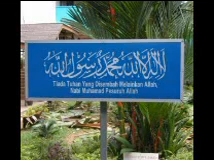 لا إله إلا الله محمد رسول الله
Tiada Tuhan Yang Disembah Melainkan Allah,
Nabi Muhamad Pesuruh Allah